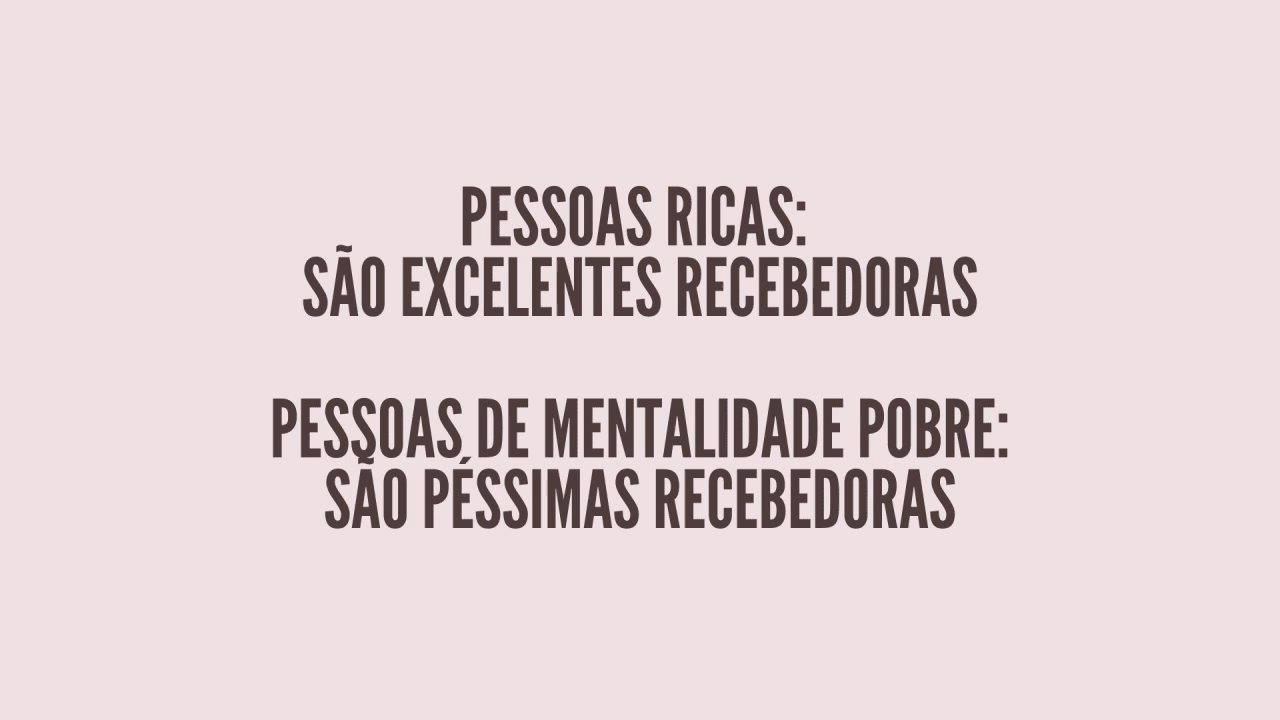 PESSOAS RICAS:
SÃO EXCELENTES RECEBEDORAS
PESSOAS DE MENTALIDADE POBRE:
SÃO PÉSSIMAS RECEBEDORAS